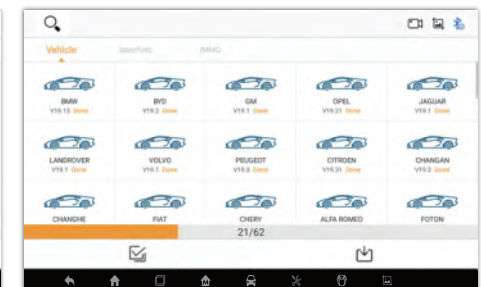 Vehicle IMMO
BMW BYD GM OPEL JAGUAR
V19.13 Done V19.2 Done V19.1 Done V19.21 Done V19.1 Done
LANDROVER VOLVO PEUGEOT CITROEN CHANGAN
V19.1 Done V19.1 Done V19.3 Done V19.31 Done V19.2 Done
CHANGHE FIAT CHERY ALFA ROMEO FOTON
21/62